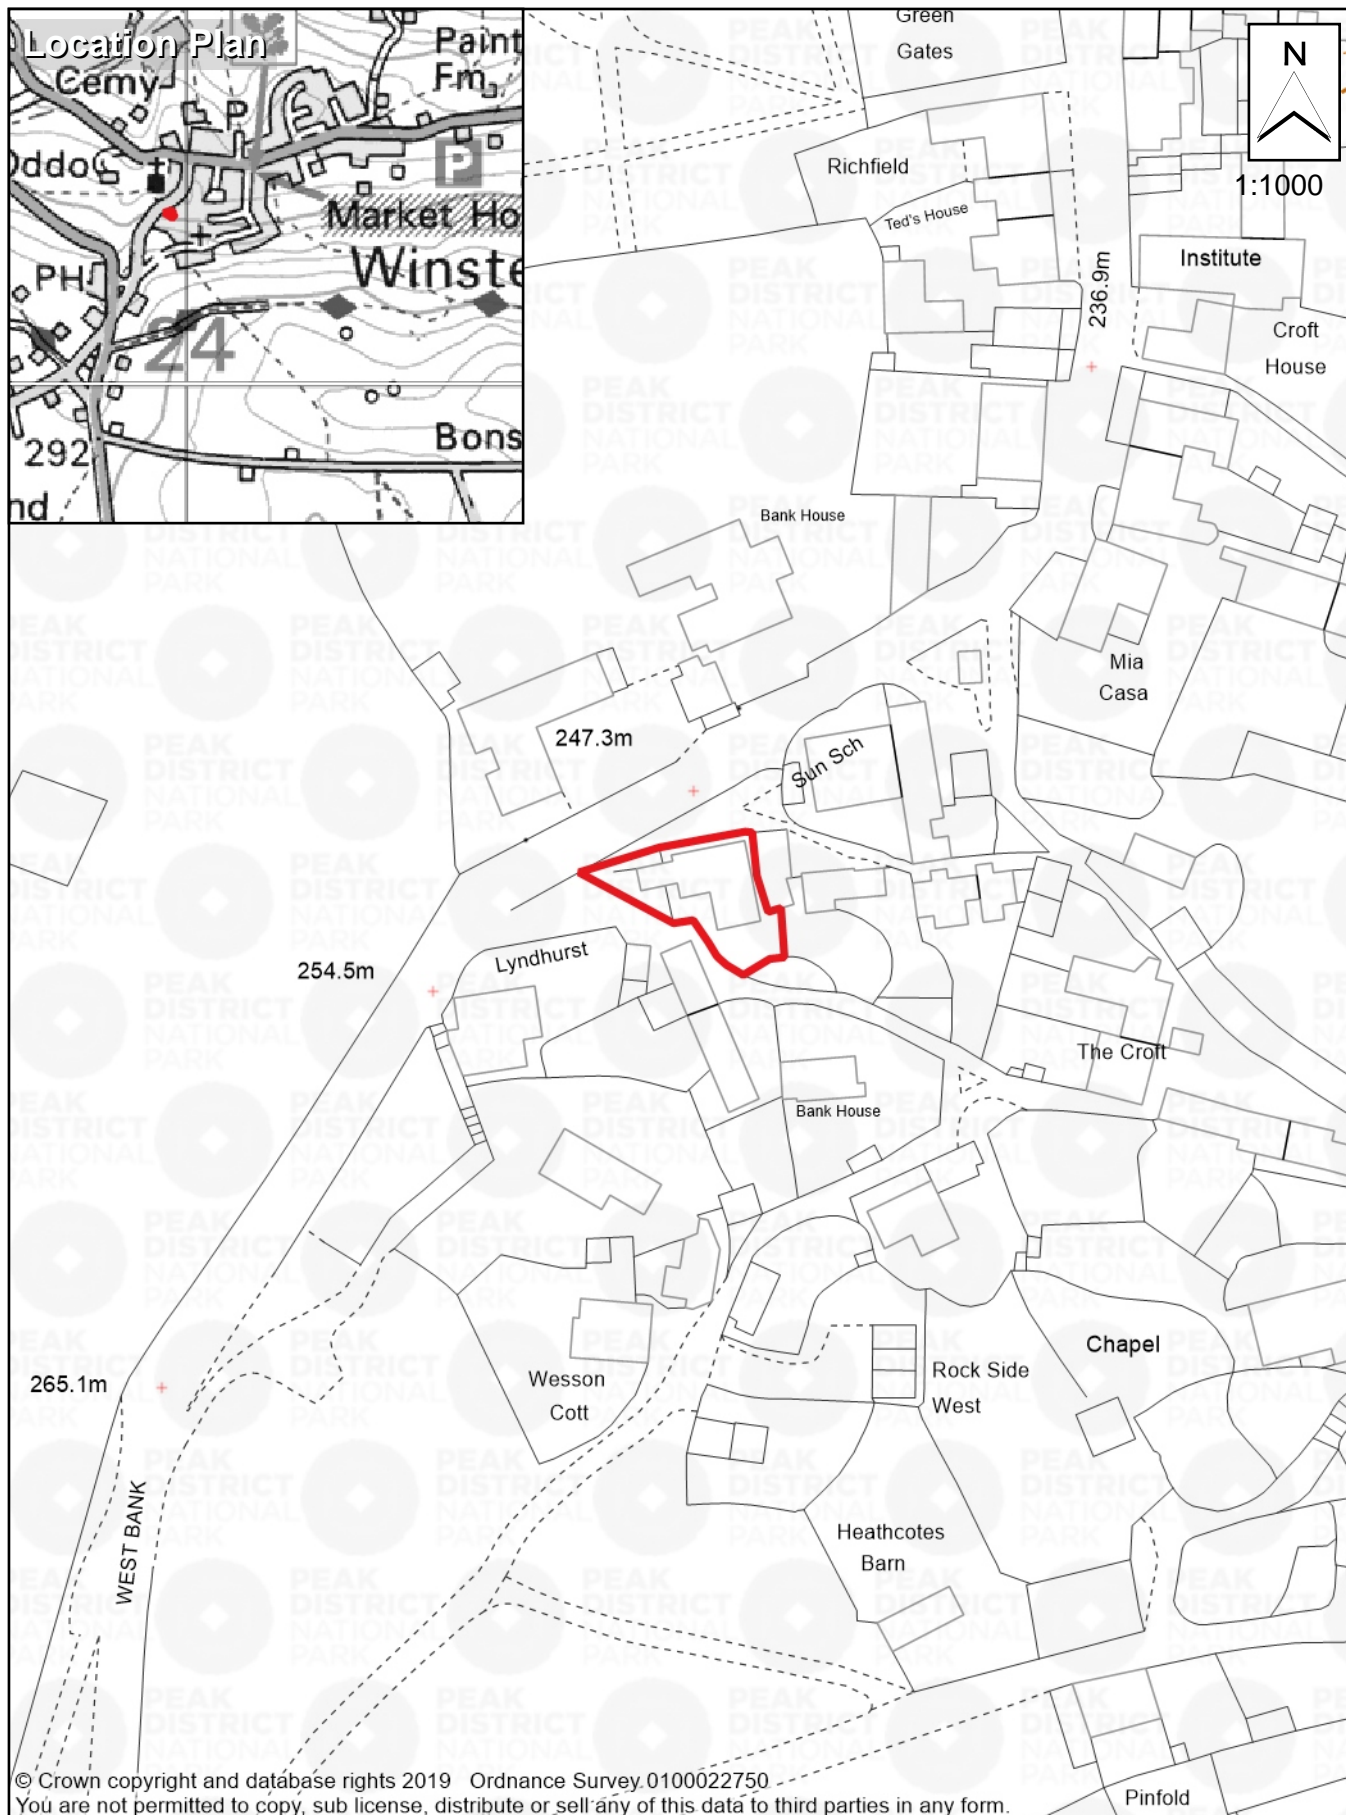 Location Plan
Cemy
P
Paint
Fm
Oddo
P
Market Ho
Winste
PH
24
292
Bons
nd
Green
Gates
N
1:1000
Richfield
Ted's House
236.9m
Institute
Croft
House
Bank House
Mia
Casa
247.3m
Sun Sch
Lyndhurst
254.5m
The Croft
Bank House
265.1m
Wesson
Cott
Rock Side
West
Chapel
WEST BANK
Heathcotes
Barn
Pinfold
PEAK
DISTRICT
NATIONAL
PARK
© Crown copyright and database rights 2019 Ordnance Survey 0100022750
You are not permitted to copy, sub license, distribute or sell any of this data to third parties in any form.